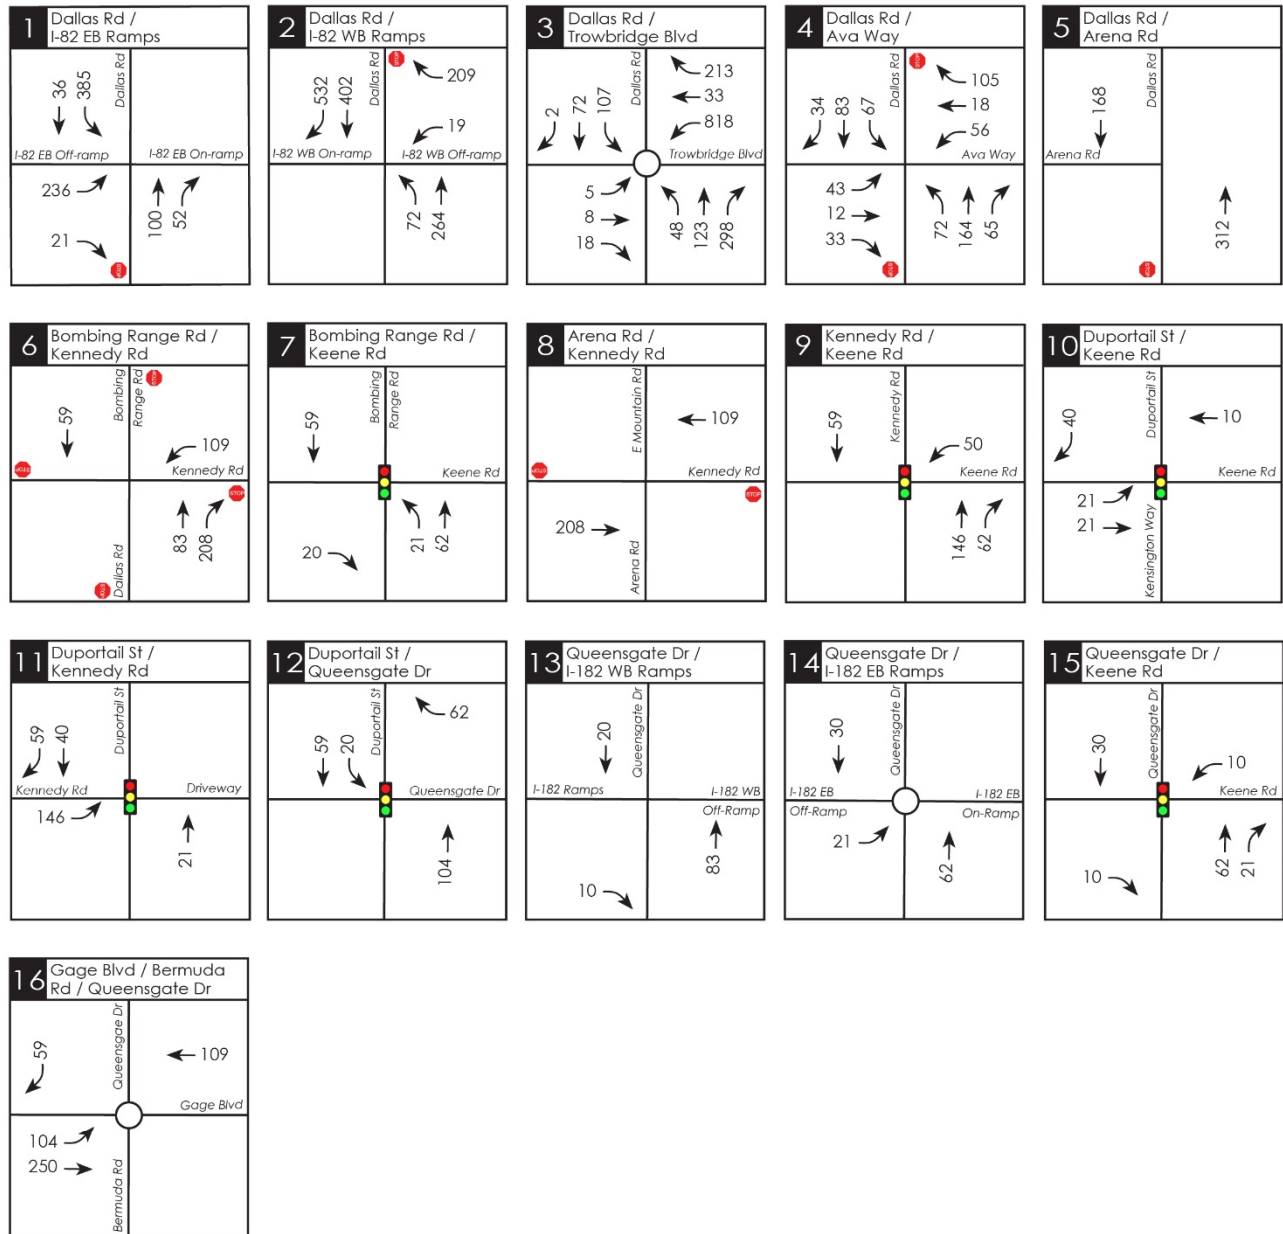 1 Dallas Rd /
I-82 EB Ramps
Dallas Rd
36
385
I-82 EB Off-ramp
I-82 EB On-ramp
236
21
100
52
STOP
2 Dallas Rd /
I-82 WB Ramps
Dallas Rd
STOP
532
402
209
19
I-82 WB On-ramp
I-82 WB Off-ramp
72
264
3 Dallas Rd /
Trowbridge Blvd
Dallas Rd
2
72
107
213
33
818
Trowbridge Blvd
5
8
18
48
123
298
4 Dallas Rd /
Ava Way
Dallas Rd
STOP
34
83
67
105
18
56
Ava Way
43
12
33
72
164
65
STOP
5 Dallas Rd /
Arena Rd
Dallas Rd
168
Arena Rd
312
STOP
6 Bombing Range Rd /
Kennedy Rd
Bombing
Range Rd
STOP
59
109
Kennedy Rd
STOP
83
208
STOP
Dallas Rd
STOP
7 Bombing Range Rd /
Keene Rd
Bombing
Range Rd
59
Keene Rd
20
21
62
8 Arena Rd /
Kennedy Rd
E Mountain Rd
109
STOP
Kennedy Rd
STOP
208
Arena Rd
9 Kennedy Rd /
Keene Rd
Kennedy Rd
59
50
Keene Rd
146
62
10 Duportail St /
Keene Rd
Duportail St
40
10
Keene Rd
21
21
Kensington Way
11 Duportail St /
Kennedy Rd
Duportail St
59
40
Kennedy Rd
Driveway
146
21
12 Duportail St /
Queensgate Dr
Duportail St
62
59
20
Queensgate Dr
104
13 Queensgate Dr /
I-182 WB Ramps
Queensgate Dr
20
I-182 Ramps
I-182 WB
Off-Ramp
10
83
14 Queensgate Dr /
I-182 EB Ramps
Queensgate Dr
30
I-182 EB
Off-Ramp
I-182 EB
On-Ramp
21
62
15 Queensgate Dr /
Keene Rd
Queensgate Dr
30
10
Keene Rd
10
62
21
16 Gage Blvd / Bermuda
Rd / Queensgate Dr
Queensgae Dr
59
109
Gage Blvd
104
250
Bermuda Rd